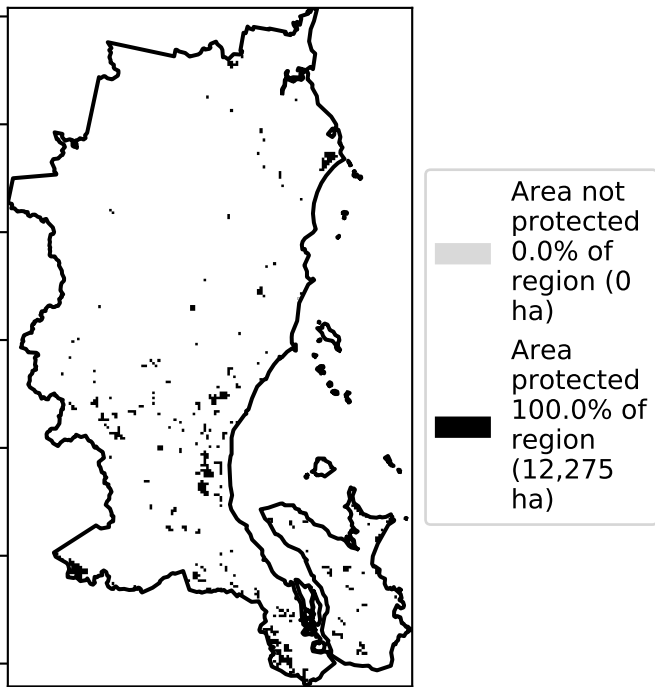 Area not
protected
0.0% of
region (0
ha)
Area
protected
100.0% of
region
(12,275
ha)